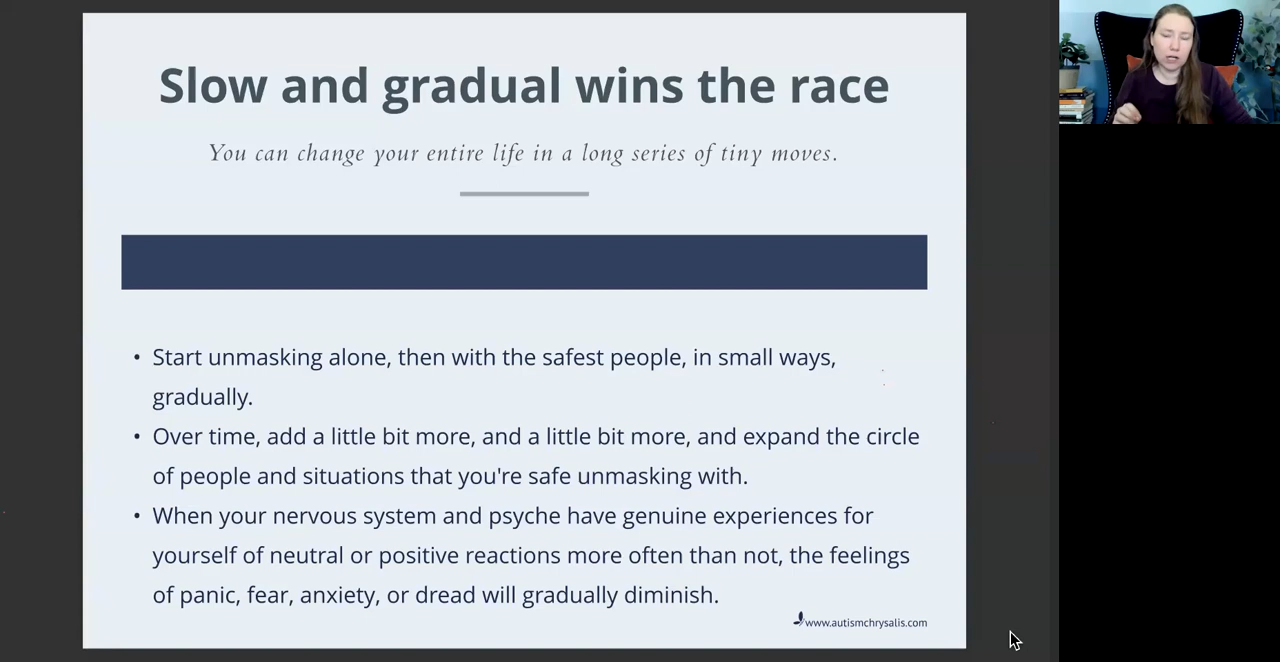 Slow and gradual wins the race
You can change your entire life in a long series of tiny moves.
• Start unmasking alone, then with the safest people, in small ways,
gradually.
• Over time, add a little bit more, and a little bit more, and expand the circle
of people and situations that you're safe unmasking with.
• When your nervous system and psyche have genuine experiences for
yourself of neutral or positive reactions more often than not, the feelings
of panic, fear, anxiety, or dread will gradually diminish.
www.autismchrysalis.com